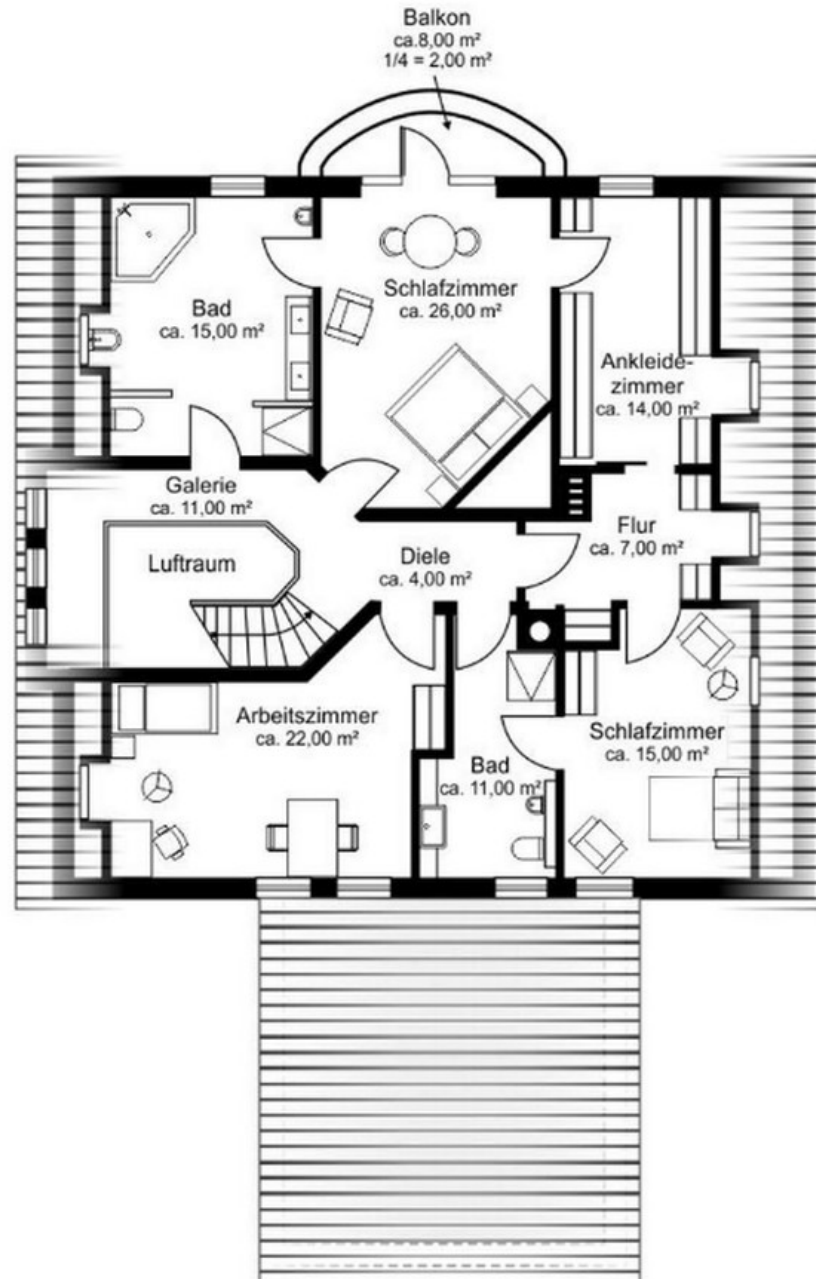 Balkon
ca.8,00 m²
1/4 = 2,00 m²
Bad
ca. 15,00 m²
Schlafzimmer
ca. 26,00 m²
Ankleide-
zimmer
ca. 14,00 m²
Galerie
ca. 11,00 m²
Luftraum
Diele
ca. 4,00 m²
Flur
ca. 7,00 m²
Arbeitszimmer
ca. 22,00 m²
Bad
ca. 11,00 m²
Schlafzimmer
ca. 15,00 m²